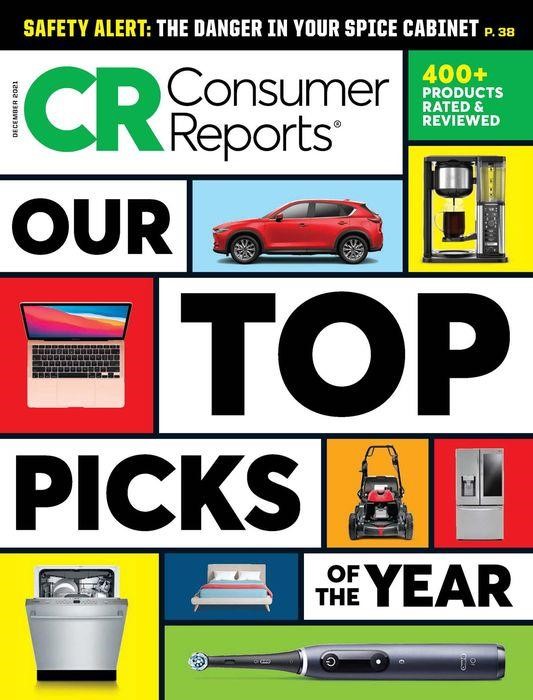 SAFETY ALERT: THE DANGER IN YOUR SPICE CABINET P. 38
DECEMBER 2021
CR Consumer
Reports®
400+
PRODUCTS
RATED &
REVIEWED
OUR
TOP
PICKS
OF
THE YEAR
Oral-B